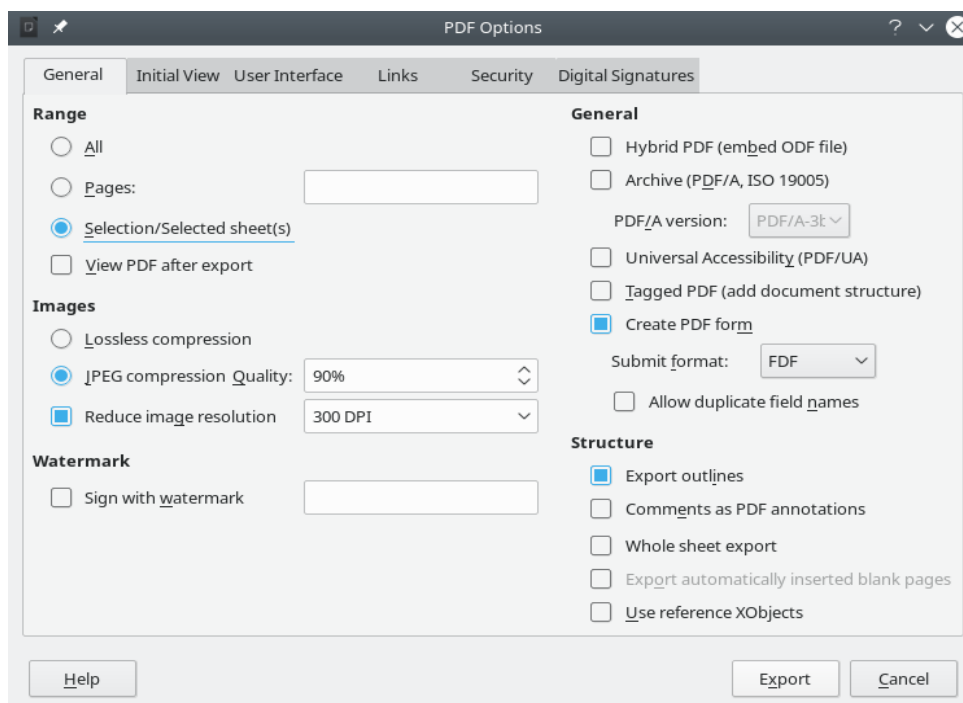 PDF Options
General Initial View User Interface Links Security Digital Signatures
Range
All
Pages:
Selection/Selected sheet(s)
View PDF after export
Images
Lossless compression
JPEG compression Quality: 90%
Reduce image resolution 300 DPI
Watermark
Sign with watermark
General
Hybrid PDF (embed ODF file)
Archive (PDF/A, ISO 19005)
PDF/A version:
Universal Accessibility (PDF/UA)
Tagged PDF (add document structure)
Create PDF form
Submit format: FDF
Allow duplicate field names
Structure
Export outlines
Comments as PDF annotations
Whole sheet export
Export automatically inserted blank pages
Use reference XObjects
Help Export Cancel